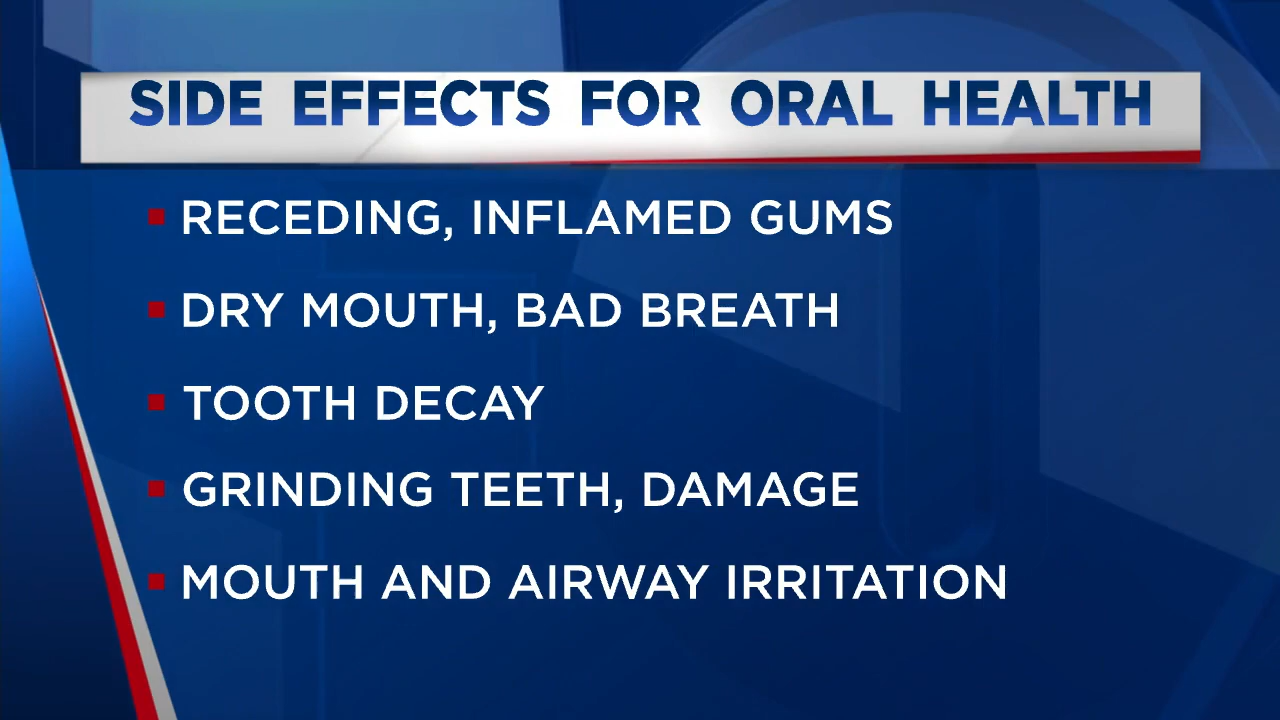 SIDE EFFECTS FOR ORAL HEALTH
RECEDING, INFLAMED GUMS
DRY MOUTH, BAD BREATH
TOOTH DECAY
GRINDING TEETH, DAMAGE
MOUTH AND AIRWAY IRRITATION